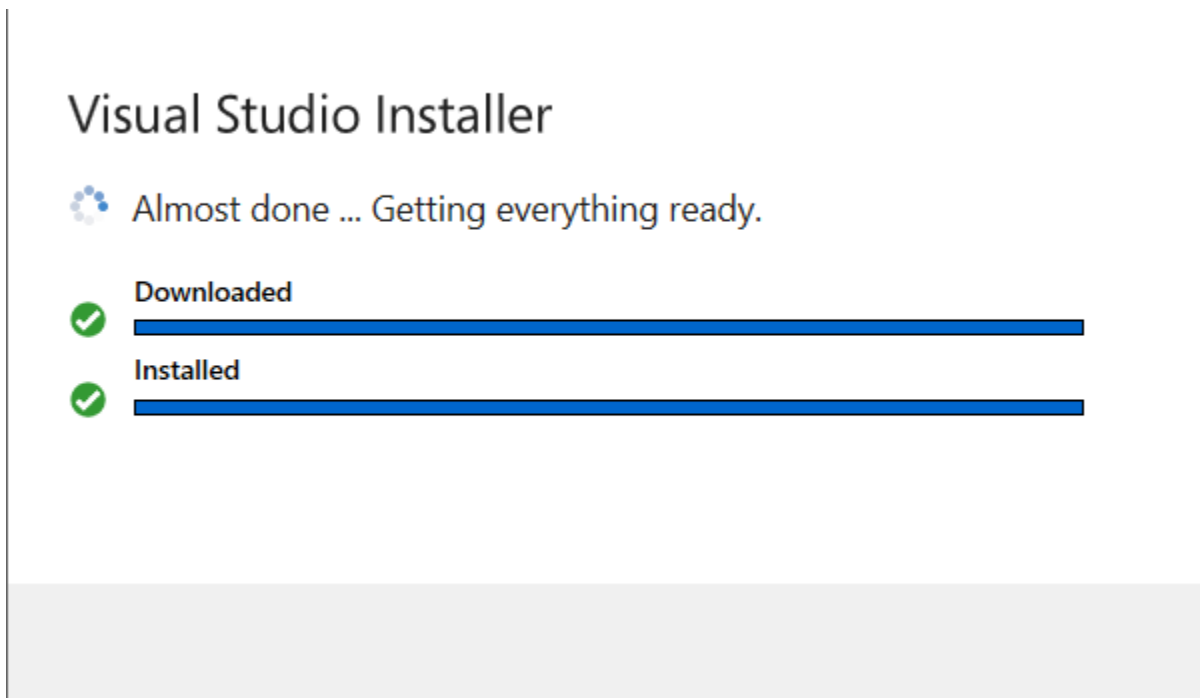 Visual Studio Installer
Almost done ... Getting everything ready.
Downloaded
Installed